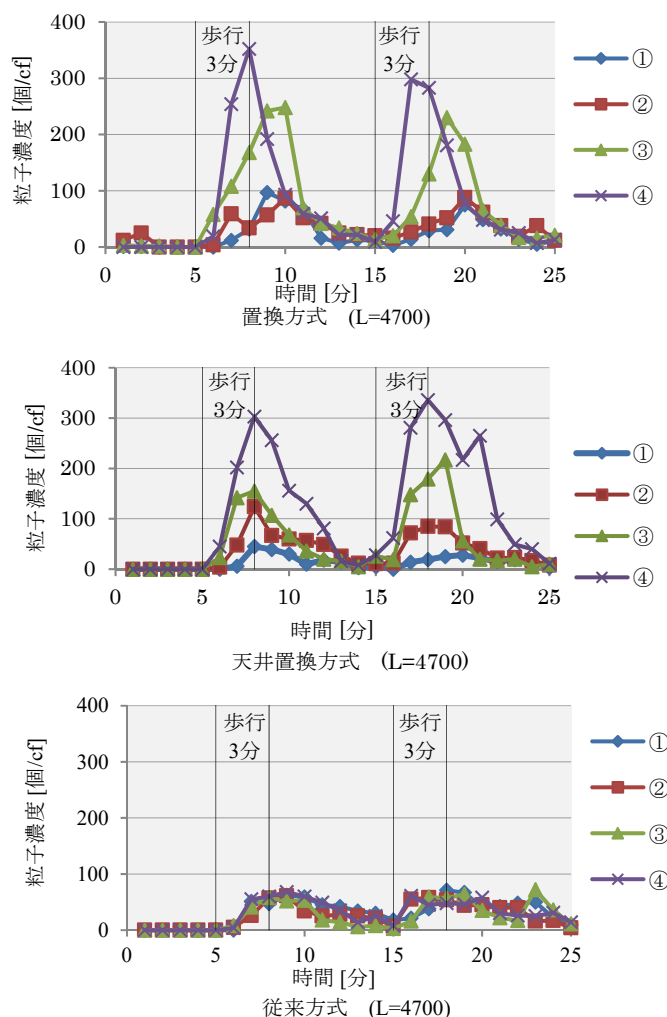 400
300
200
100
0
粒子濃度 [個/cf]
歩行
3分
歩行
3分
①
②
③
④
0 5 10 15 20 25
時間 [分]
置換方式 (L=4700)
400
300
200
100
0
粒子濃度 [個/cf]
歩行
3分
歩行
3分
①
②
③
④
0 5 10 15 20 25
時間 [分]
天井置換方式 (L=4700)
400
300
200
100
0
粒子濃度 [個/cf]
歩行
3分
歩行
3分
①
②
③
④
0 5 10 15 20 25
時間 [分]
従来方式 (L=4700)